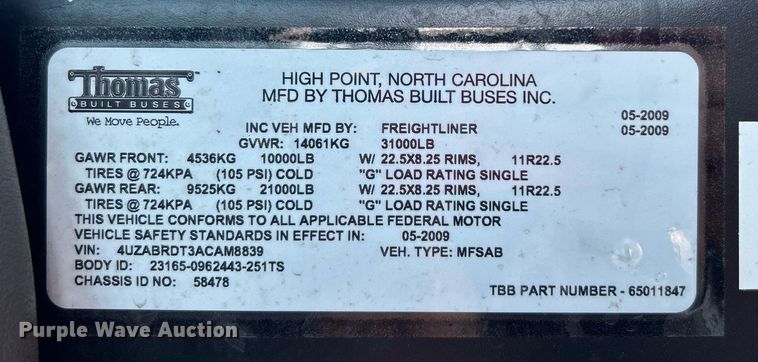 Thomas
BUILT BUSES
We Move People.
HIGH POINT, NORTH CAROLINA
MFD BY THOMAS BUILT BUSES INC.
05-2009
INC VEH MFD BY: FREIGHTLINER 05-2009
GVWR: 14061KG 31000LB
GAWR FRONT: 4536KG 10000LB W/ 22.5X8.25 RIMS, 11R22.5
TIRES @ 724KPA (105 PSI) COLD "G" LOAD RATING SINGLE
GAWR REAR: 9525KG 21000LB W/ 22.5X8.25 RIMS, 11R22.5
TIRES @ 724KPA (105 PSI) COLD "G" LOAD RATING SINGLE
THIS VEHICLE CONFORMS TO ALL APPLICABLE FEDERAL MOTOR
VEHICLE SAFETY STANDARDS IN EFFECT IN: 05-2009
VIN: 4UZABRDT3ACAM8839 VEH. TYPE: MFSAB
BODY ID: 23165-0962443-251TS
CHASSIS ID NO: 58478 TBB PART NUMBER - 65011847
Purple Wave Auction